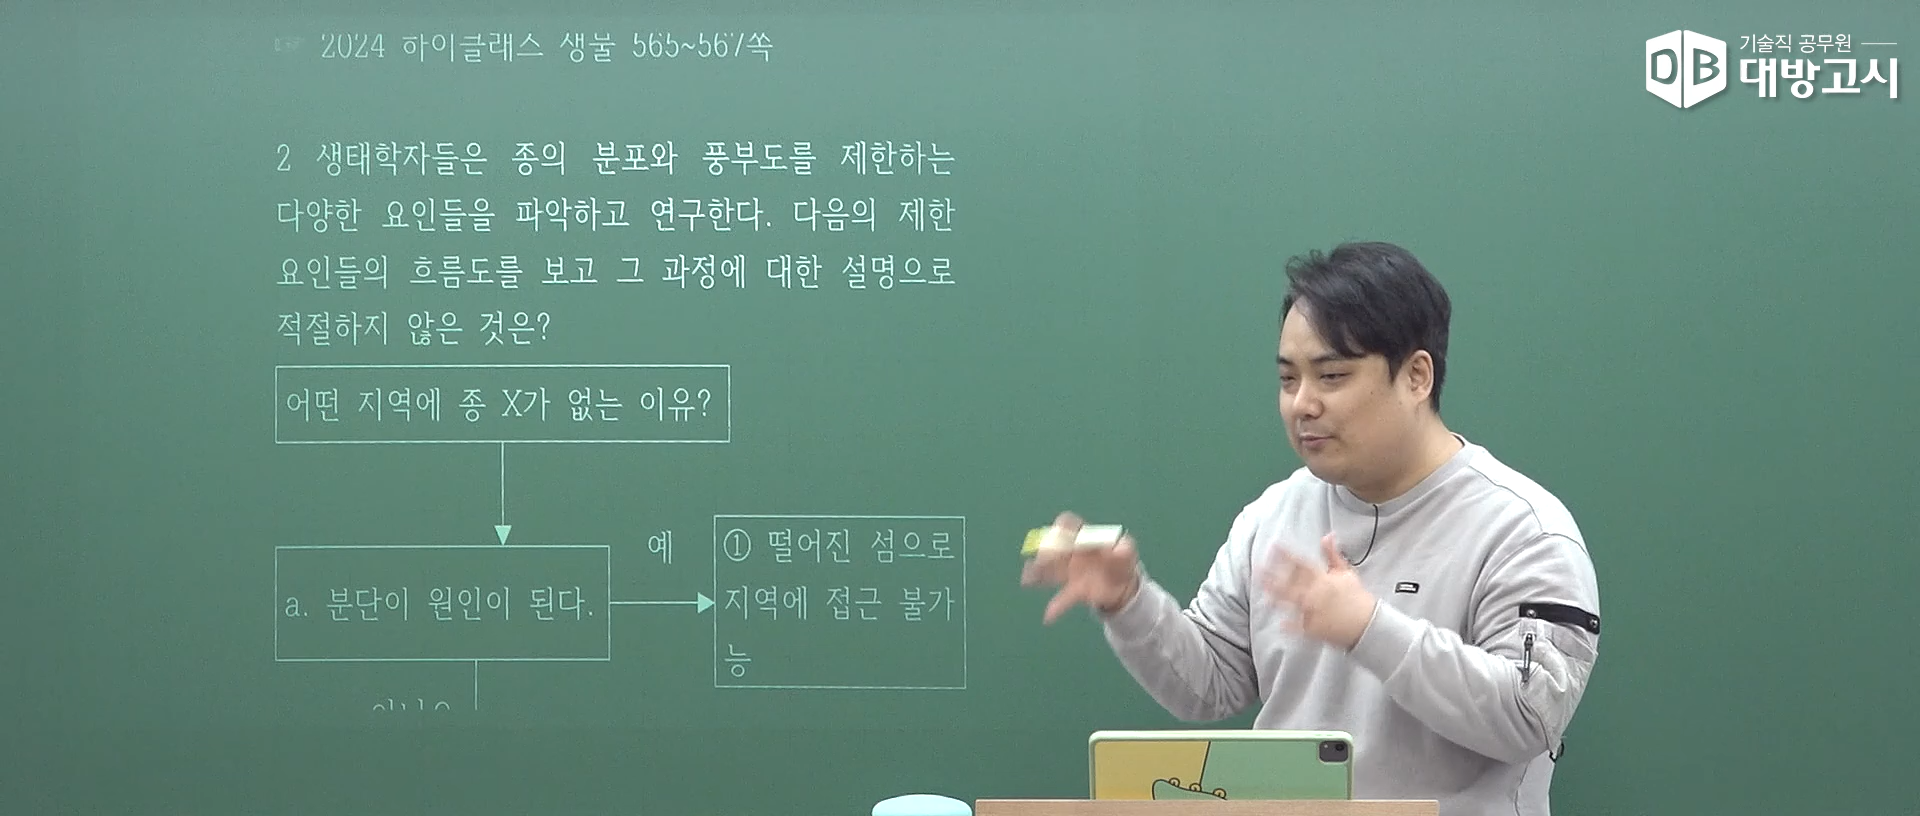 ☞ 2024 하이클래스 생물 565~567쪽
기술직 공무원
DB 대방고시
2 생태학자들은 종의 분포와 풍부도를 제한하는
다양한 요인들을 파악하고 연구한다. 다음의 제한
요인들의 흐름도를 보고 그 과정에 대한 설명으로
적절하지 않은 것은?
어떤 지역에 종 X가 없는 이유?
a. 분단이 원인이 된다.
예
① 떨어진 섬으로
지역에 접근 불가
능